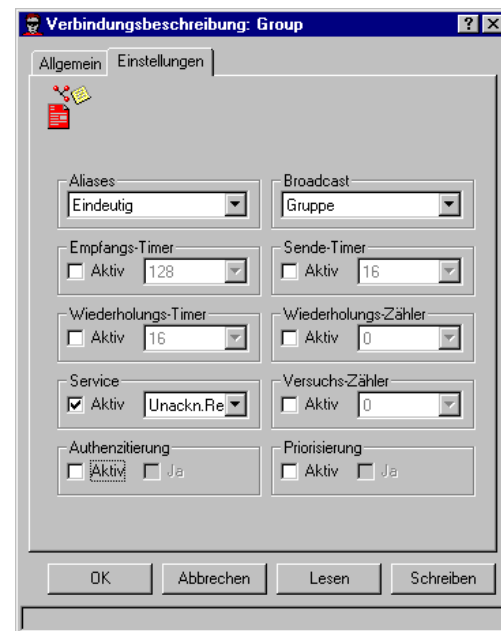 Verbindungsbeschreibung: Group
Allgemein Einstellungen
Aliases Broadcast
Eindeutig Gruppe
Empfangs-Timer Sende-Timer
Aktiv 128 Aktiv 16
Wiederholungs-Timer Wiederholungs-Zähler
Aktiv 16 Aktiv 0
Service Versuchs-Zähler
Aktiv Unackn.Re Aktiv 0
Authenzitierung Priorisierung
Aktiv Ja Aktiv Ja
OK Abbrechen Lesen Schreiben